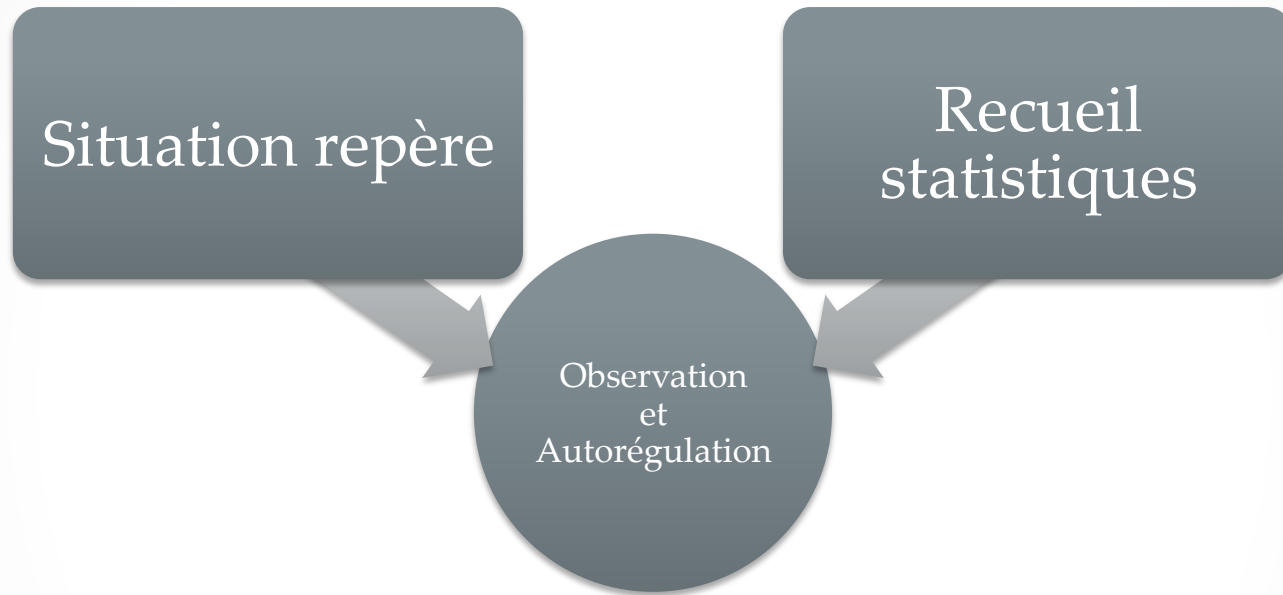 Situation repère
Recueil
statistiques
Observation
et
Autorégulation